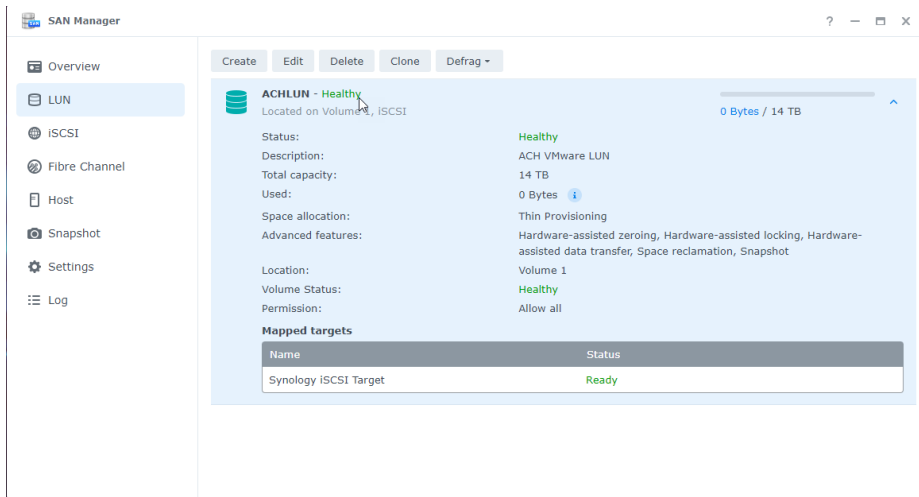 SAN Manager
Overview
LUN
iSCSI
Fibre Channel
Host
Snapshot
Settings
Log
Create Edit Delete Clone Defrag
ACHLUN - Healthy
Located on Volume 1, iSCSI
0 Bytes / 14 TB
Status: Healthy
Description: ACH VMware LUN
Total capacity: 14 TB
Used: 0 Bytes
Space allocation: Thin Provisioning
Advanced features: Hardware-assisted zeroing, Hardware-assisted locking, Hardware-
assisted data transfer, Space reclamation, Snapshot
Location: Volume 1
Volume Status: Healthy
Permission: Allow all
Mapped targets
Name Status
Synology iSCSI Target Ready